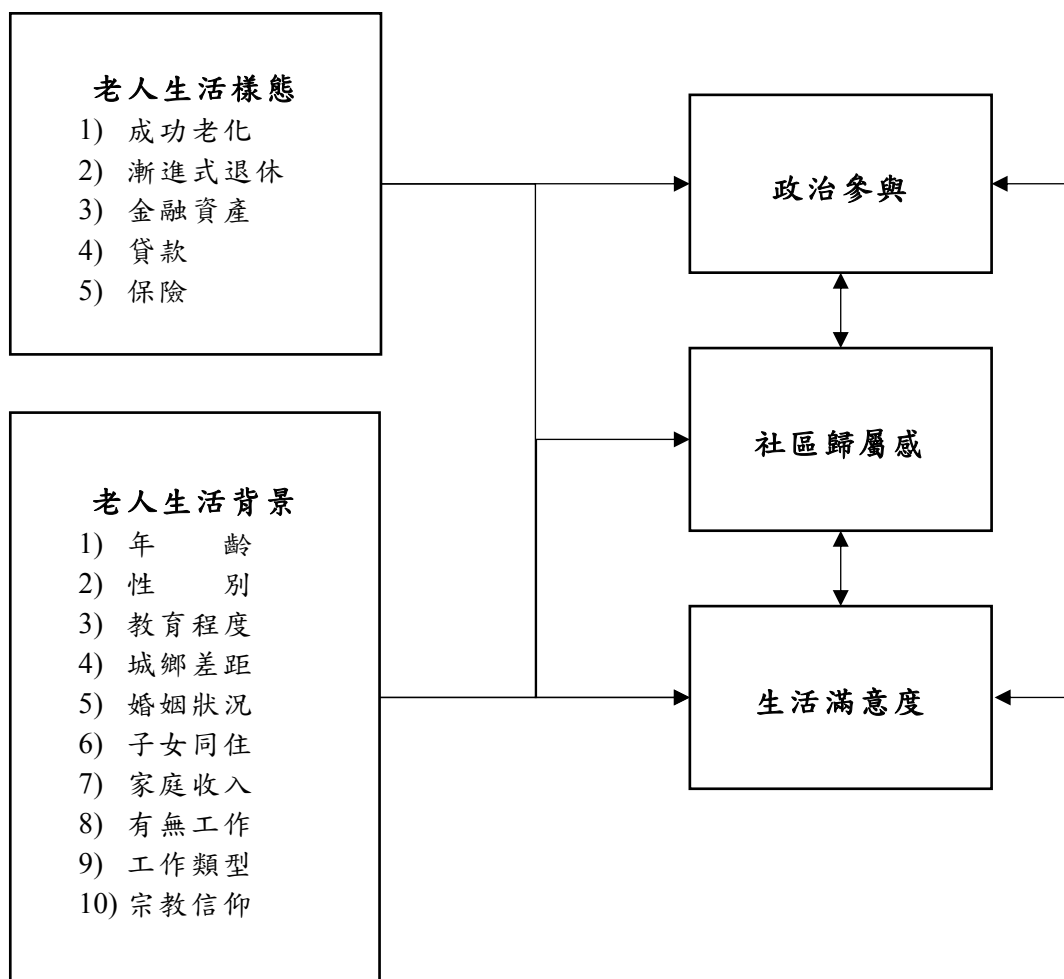 老人生活樣態
1) 成功老化
2) 漸進式退休
3) 金融資產
4) 貸款
5) 保險
老人生活背景
1) 年　　齡
2) 性　　別
3) 教育程度
4) 城鄉差距
5) 婚姻狀況
6) 子女同住
7) 家庭收入
8) 有無工作
9) 工作類型
10) 宗教信仰
政治參與
社區歸屬感
生活滿意度